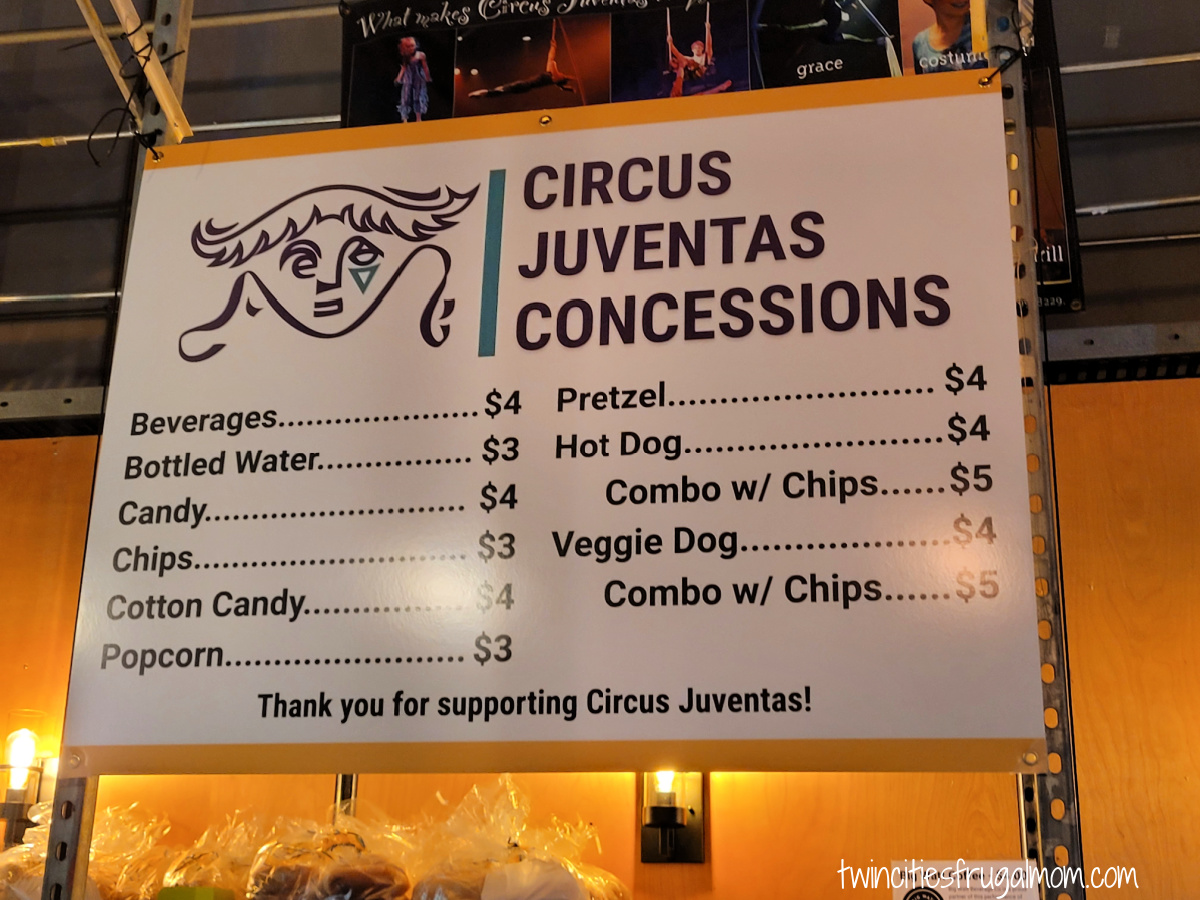 What makes Circus Juventas
grace
costume
CIRCUS
JUVENTAS
CONCESSIONS
Beverages.....................$4
Bottled Water................$3
Candy...........................$4
Chips............................$3
Cotton Candy.................$4
Popcorn.........................$3
Pretzel...........................$4
Hot Dog..........................$4
Combo w/ Chips......$5
Veggie Dog.....................$4
Combo w/ Chips......$5
Thank you for supporting Circus Juventas!
3229.
twincitiesfrugalmom.com